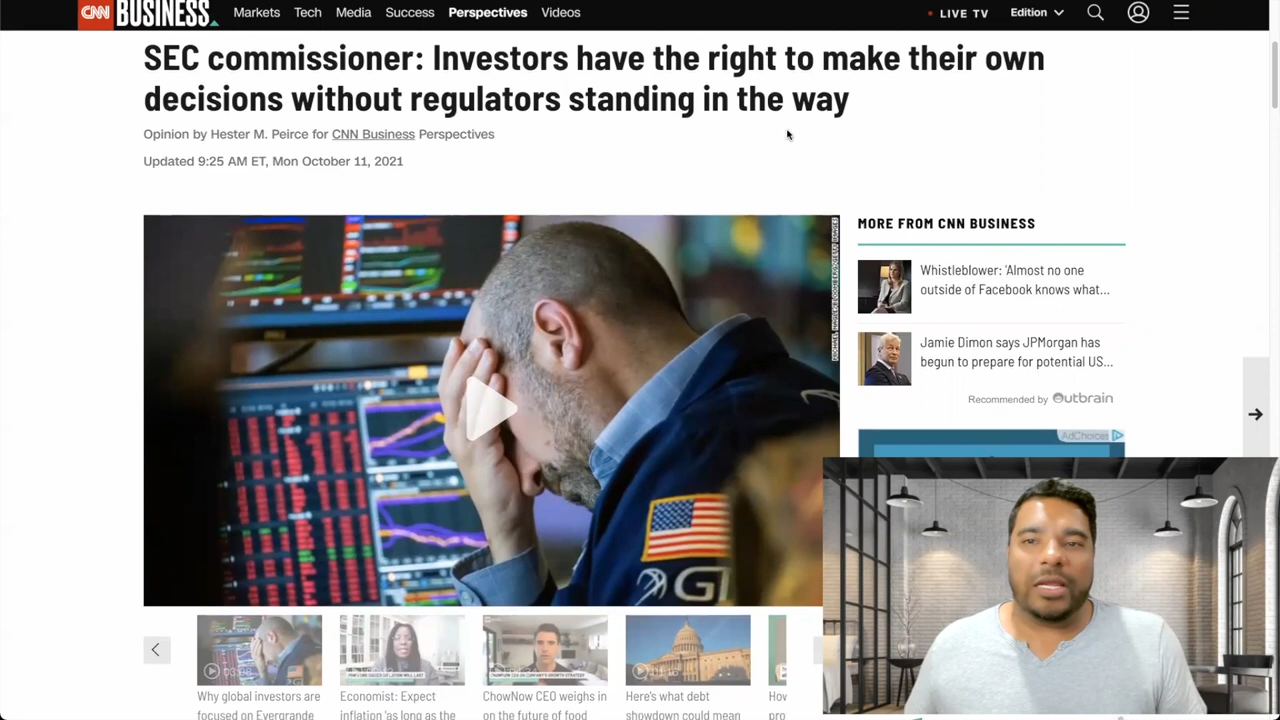 CNN BUSINESS Markets Tech Media Success Perspectives Videos LIVE TV Edition
SEC commissioner: Investors have the right to make their own
decisions without regulators standing in the way
Opinion by Hester M. Peirce for CNN Business Perspectives
Updated 9:25 AM ET, Mon October 11, 2021
MORE FROM CNN BUSINESS
Whistleblower: 'Almost no one
outside of Facebook knows what...
Jamie Dimon says JPMorgan has
begun to prepare for potential US...
Recommended by Outbrain
AdChoices
Why global investors are
focused on Evergrande
Economist: Expect
inflation 'as long as the
ChowNow CEO weighs in
on the future of food
Here's what debt
showdown could mean
How
pro